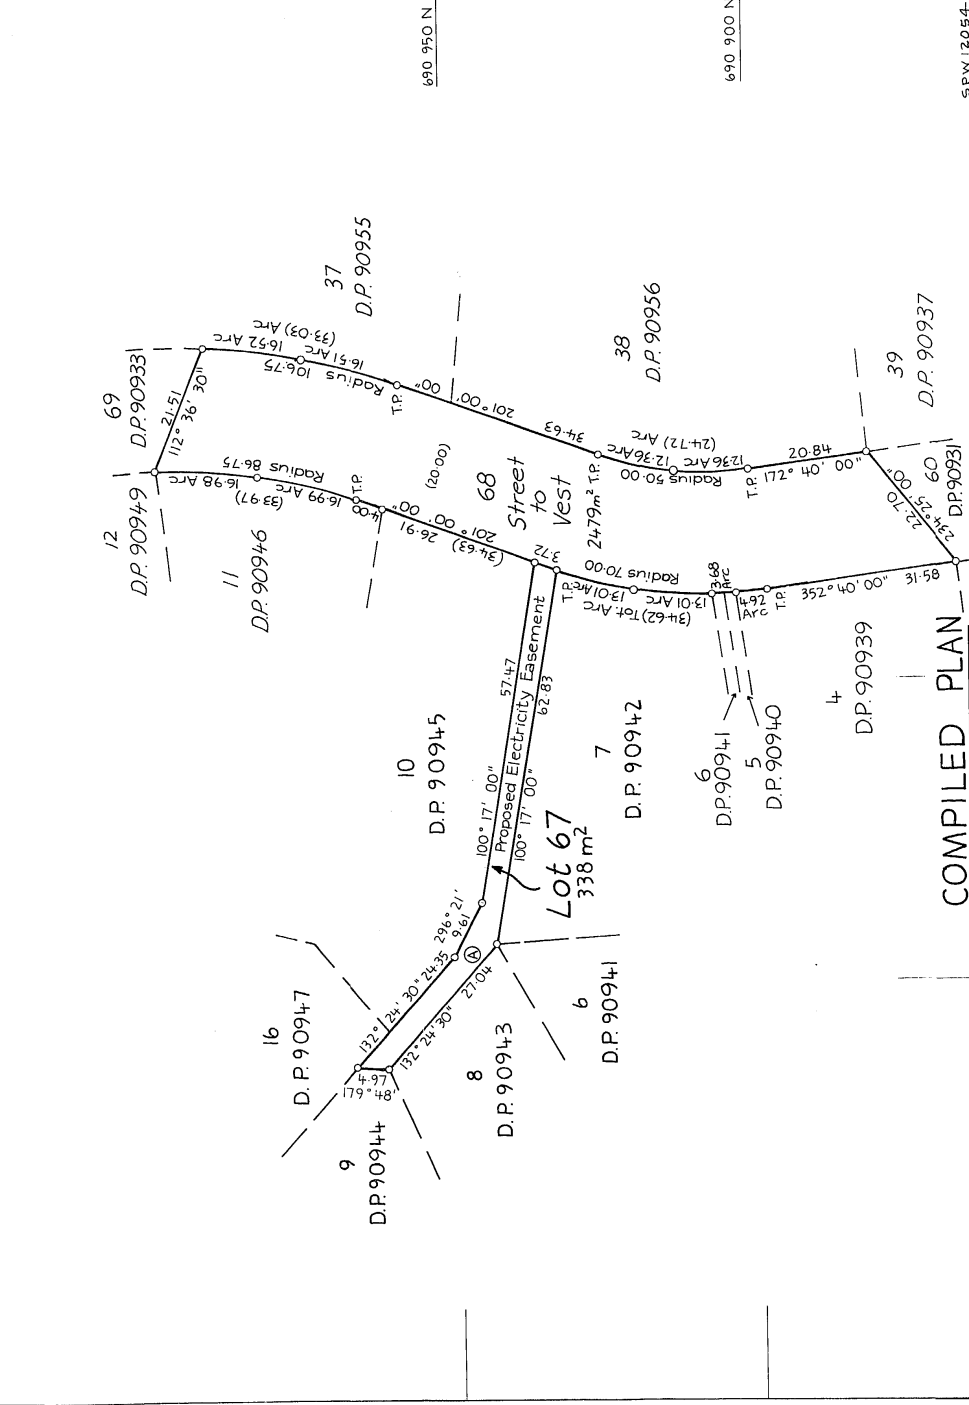 690 950 N
690 900 N
SPW 12054
37
D.P. 90955
69
D.P. 90933
21·51
112° 36' 30"
16·52 Arc
(33·03) Arc
16·51 Arc
106·75
Radius
T.P.
201° 00' 00"
34·63
38
D.P. 90956
39
D.P. 90937
12
D.P. 90949
11
D.P. 90946
16·98 Arc
(33·97)
16·99 Arc
Radius 86·75
T.P.
4·00
(20·00)
68
Street
to
Vest
2479m²
T.P.
12·36 Arc
(24·72) Arc
12·36 Arc
Radius 50·00
T.P.
20·84
172° 40' 00"
60
D.P. 90931
22·70
234° 25' 00"
201° 00' 00"
26·91
(34·63)
3·72
T.P.
Radius 70·00
13·01 Arc
13·01 Arc
(34·62) Tot. Arc
3·68
Arc
4·92
Arc
T.P.
352° 40' 00"
31·58
10
D.P. 90945
57·47
100° 17' 00"
Proposed Electricity Easement
62·83
100° 17' 00"
Lot 67
338 m²
7
D.P. 90942
6
D.P. 90941
5
D.P. 90940
4
D.P. 90939
COMPILED PLAN
16
D.P. 90947
132° 24' 30" 24·35
296° 21'
9·61
A
27·04
132° 24' 30"
4·97
179° 48'
8
D.P. 90943
6
D.P. 90941
9
D.P. 90944